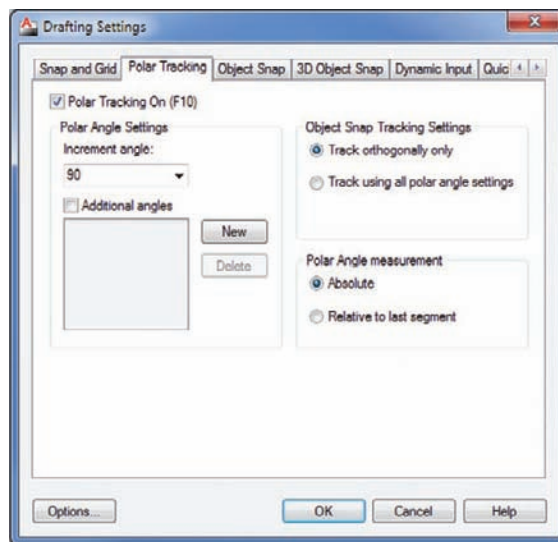 Drafting Settings
Snap and Grid Polar Tracking Object Snap 3D Object Snap Dynamic Input Quic
Polar Tracking On (F10)
Polar Angle Settings
Increment angle:
90
Additional angles
New
Delete
Object Snap Tracking Settings
Track orthogonally only
Track using all polar angle settings
Polar Angle measurement
Absolute
Relative to last segment
Options... OK Cancel Help